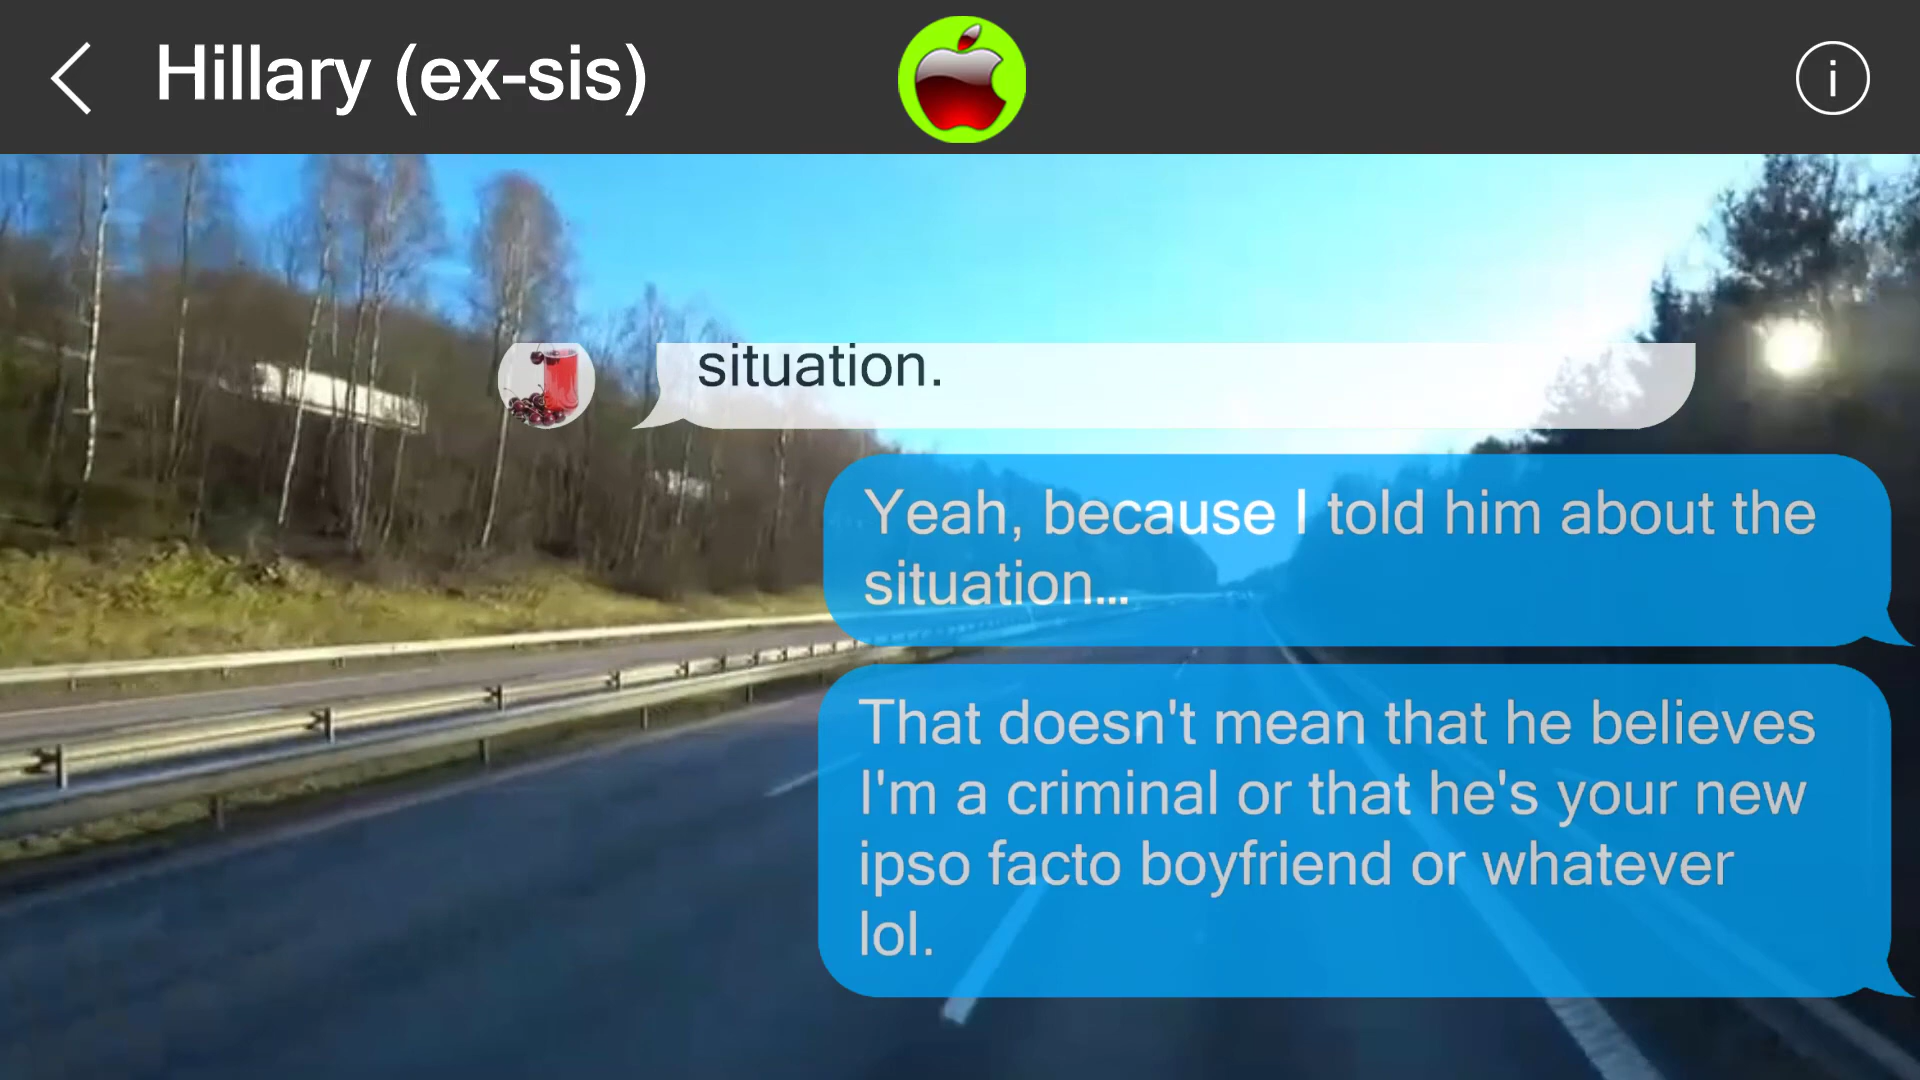 Hillary (ex-sis)
i
situation.
Yeah, because I told him about the
situation...
That doesn't mean that he believes
I'm a criminal or that he's your new
ipso facto boyfriend or whatever
lol.